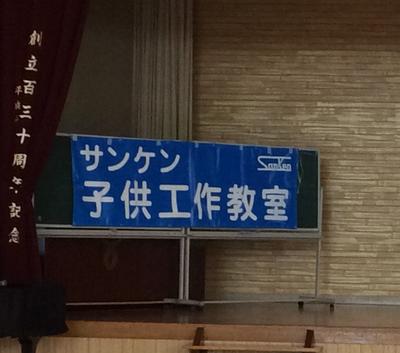 創立百三十周年記念
サンケン
Sanken
子供工作教室